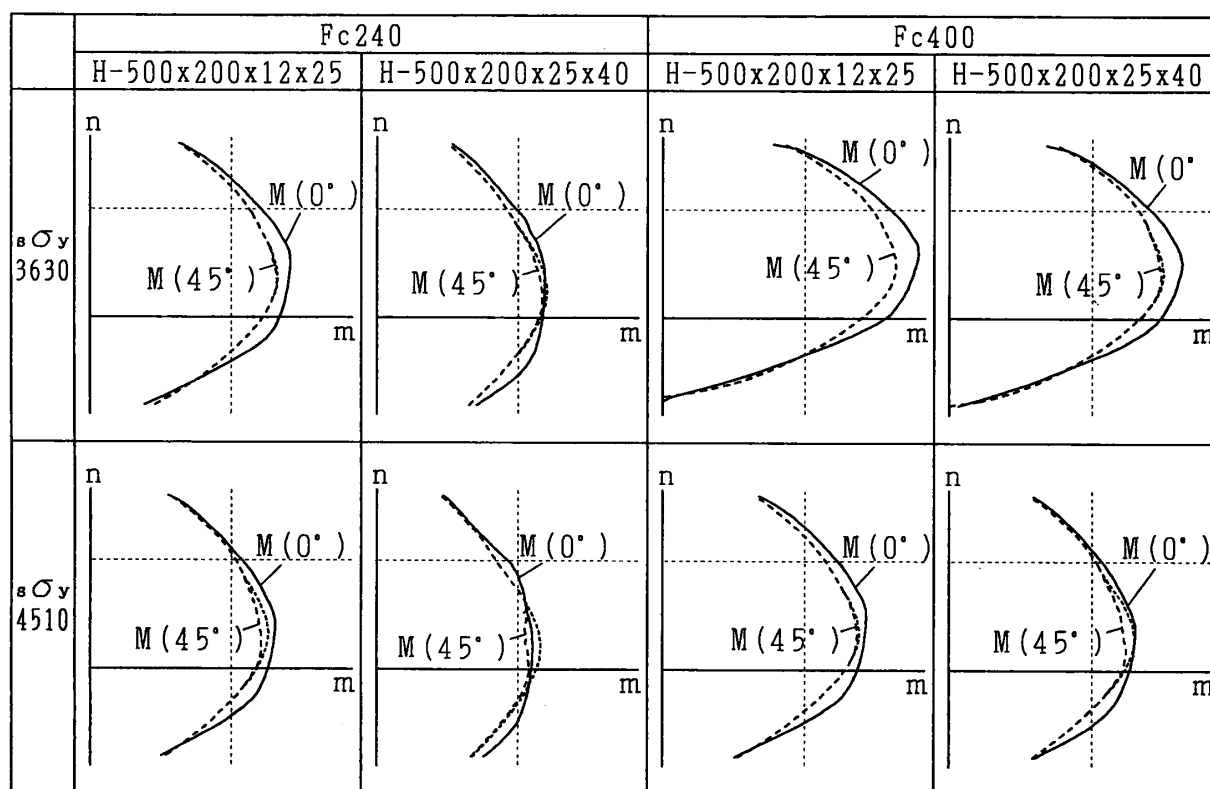 Fc240 Fc400
H-500x200x12x25 H-500x200x25x40 H-500x200x12x25 H-500x200x25x40
n n n n
M(0°) M(0°) M(0°) M(0°
sσy
3630
M(45°) M(45°) M(45°) M(45°)
m m m m
n n n n
M(0°) M(0°) M(0°) M(0°)
sσy
4510
M(45°) M(45°) M(45°) M(45°)
m m m m